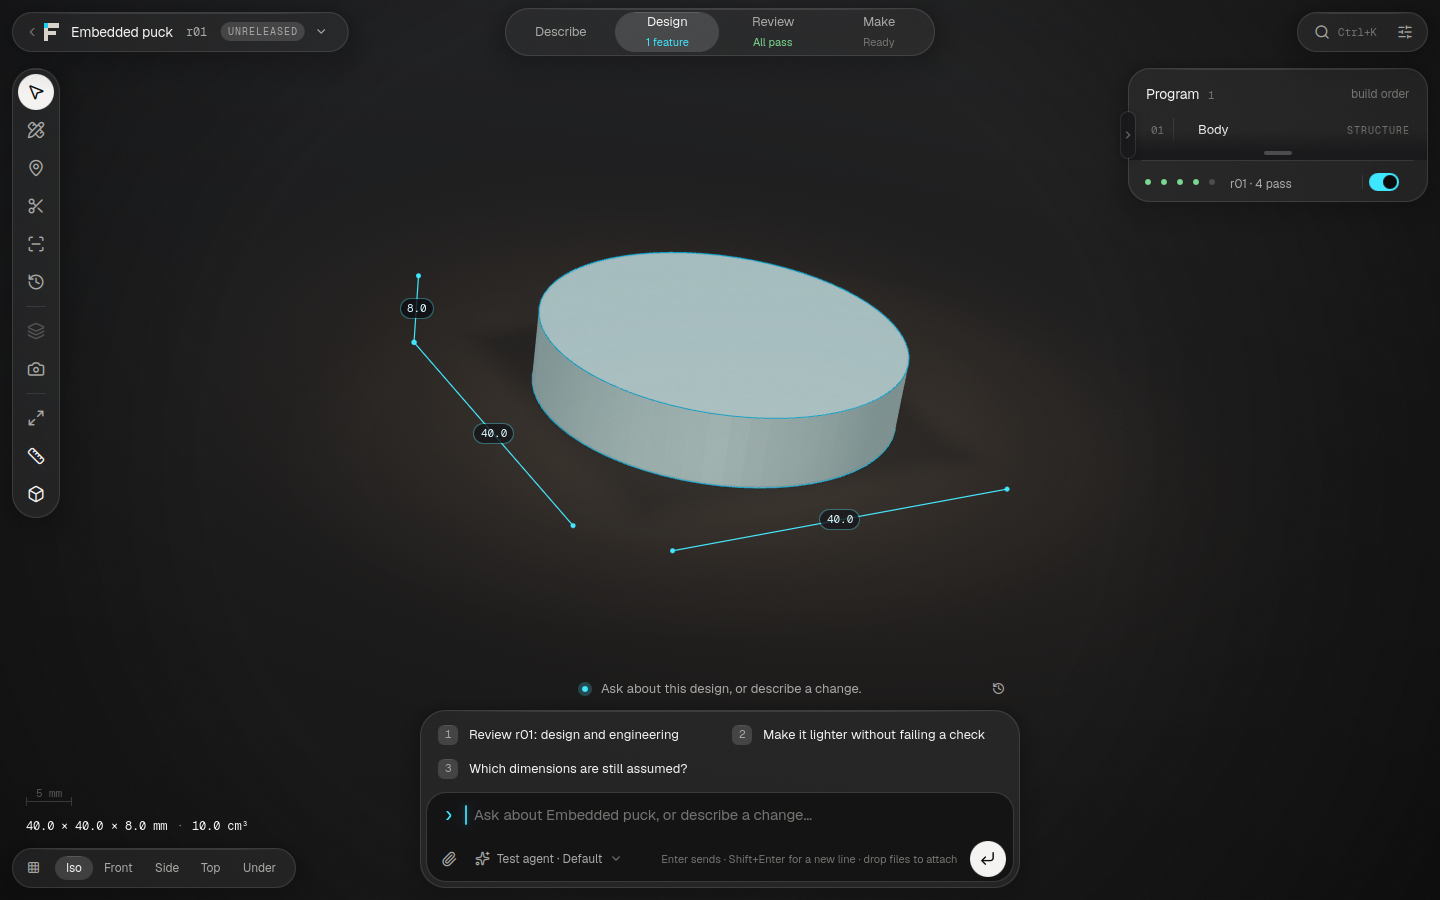 Embedded puck r01 UNRELEASED
Describe
Design
1 feature
Review
All pass
Make
Ready
Ctrl+K
Program 1 build order
01 Body STRUCTURE
r01 · 4 pass
8.0
40.0
40.0
Ask about this design, or describe a change.
1 Review r01: design and engineering
2 Make it lighter without failing a check
3 Which dimensions are still assumed?
Ask about Embedded puck, or describe a change...
Test agent · Default
Enter sends · Shift+Enter for a new line · drop files to attach
5 mm
40.0 × 40.0 × 8.0 mm · 10.0 cm³
Iso Front Side Top Under